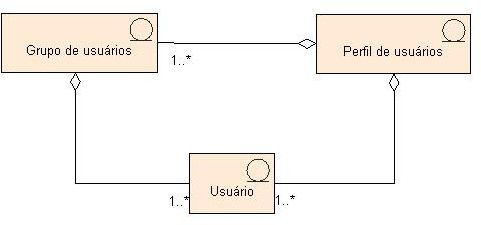 Grupo de usuários
Perfil de usuários
1..*
Usuário
1..*
1..*